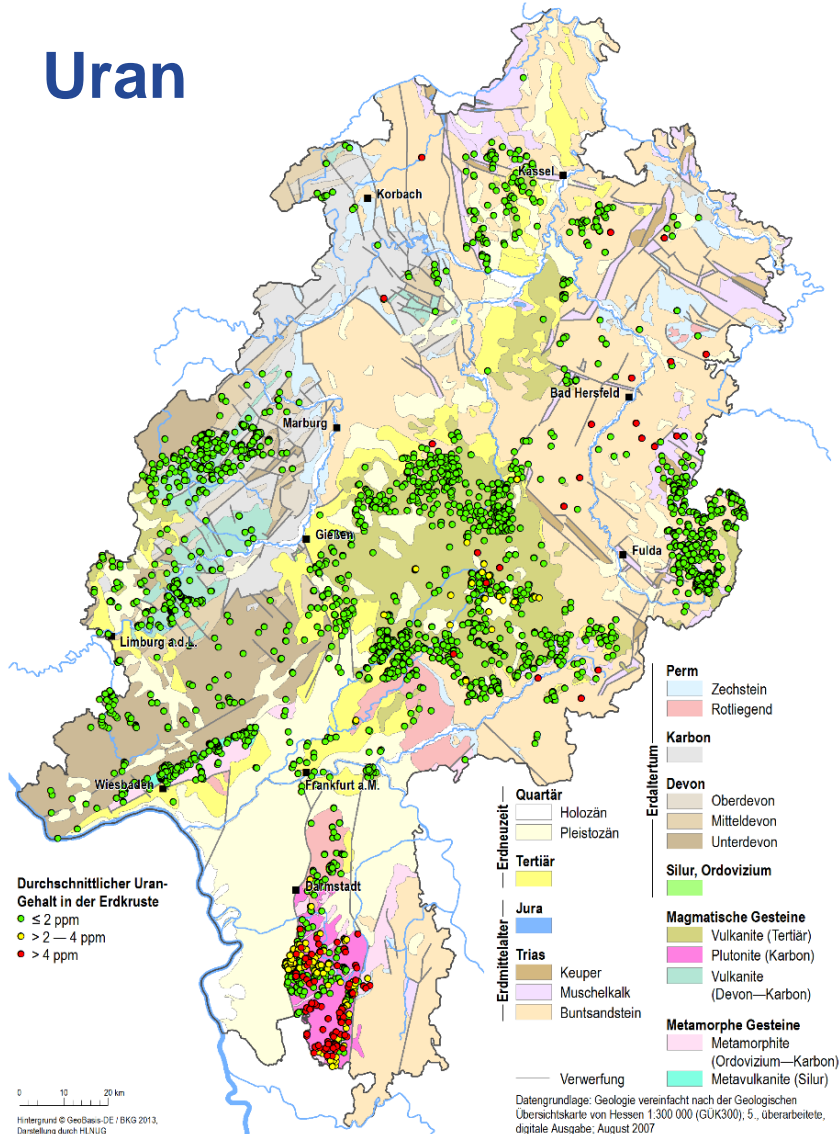 Uran
Kassel
Korbach
Bad Hersfeld
Marburg
Gießen
Fulda
Limburg a.d.L.
Wiesbaden
Frankfurt a.M.
Darmstadt
Durchschnittlicher Uran-
Gehalt in der Erdkruste
≤ 2 ppm
> 2 — 4 ppm
> 4 ppm
0 10 20 km
Hintergrund © GeoBasis-DE / BKG 2013,
Darstellung durch HLNUG
Erdneuzeit
Quartär
Holozän
Pleistozän
Tertiär
Erdmittelalter
Jura
Trias
Keuper
Muschelkalk
Buntsandstein
Verwerfung
Erdaltertum
Perm
Zechstein
Rotliegend
Karbon
Devon
Oberdevon
Mitteldevon
Unterdevon
Silur, Ordovizium
Magmatische Gesteine
Vulkanite (Tertiär)
Plutonite (Karbon)
Vulkanite
(Devon—Karbon)
Metamorphe Gesteine
Metamorphite
(Ordovizium—Karbon)
Metavulkanite (Silur)
Datengrundlage: Geologie vereinfacht nach der Geologischen
Übersichtskarte von Hessen 1:300 000 (GÜK300); 5., überarbeitete,
digitale Ausgabe; August 2007